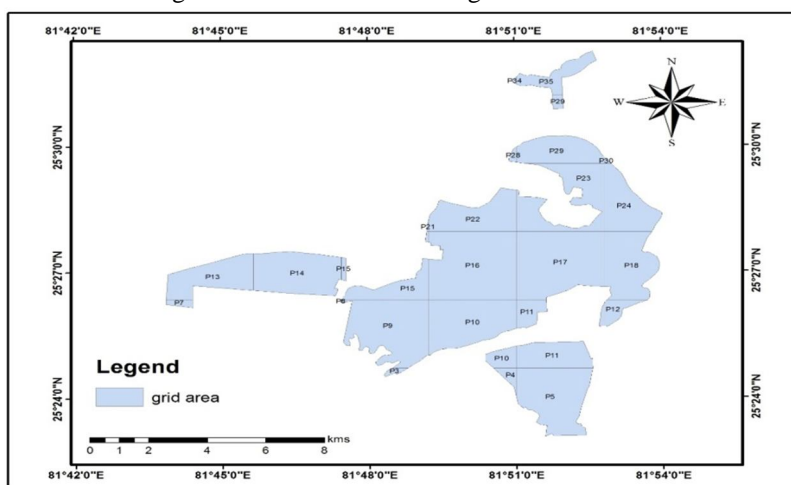 81°42'0"E 81°45'0"E 81°48'0"E 81°51'0"E 81°54'0"E
N
W E
S
P34 P35
P29
25°30'0"N 25°30'0"N
P28 P29 P30
P23
P24
P22
P21
25°27'0"N 25°27'0"N
P13 P14 P15 P16 P17 P18
P15
P7 P8
P9 P10 P11 P12
P3
P10 P11
P4
P5
Legend
grid area
25°24'0"N 25°24'0"N
0 1 2 4 6 8 kms
81°42'0"E 81°45'0"E 81°48'0"E 81°51'0"E 81°54'0"E